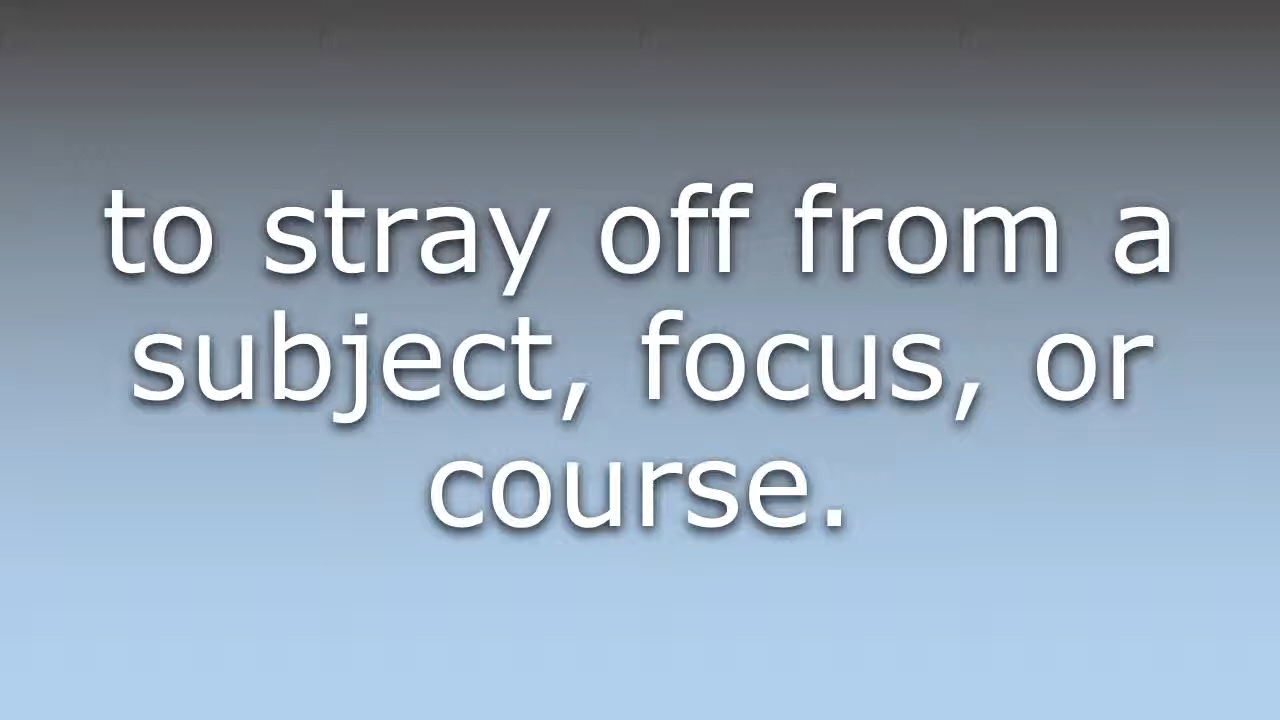 to stray off from a
subject, focus, or
course.